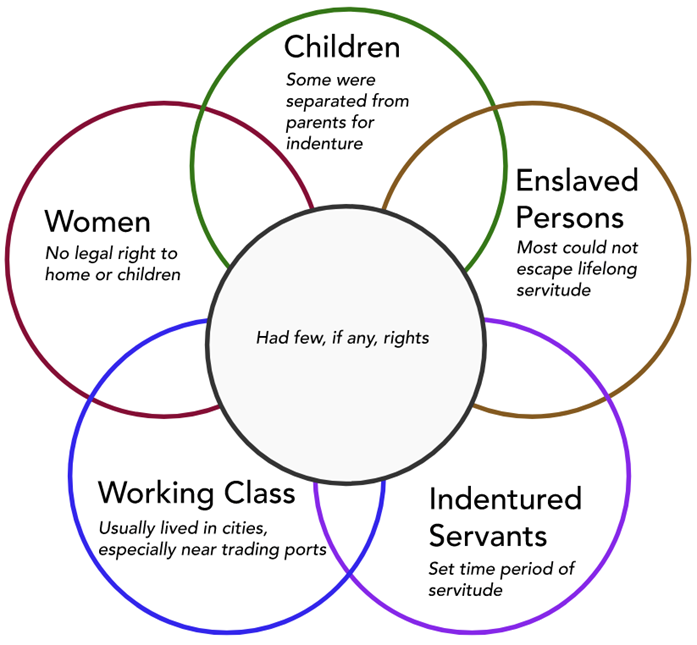 Children
Some were
separated from
parents for
indenture
Enslaved
Persons
Most could not
escape lifelong
servitude
Women
No legal right to
home or children
Had few, if any, rights
Working Class
Usually lived in cities,
especially near trading ports
Indentured
Servants
Set time period of
servitude